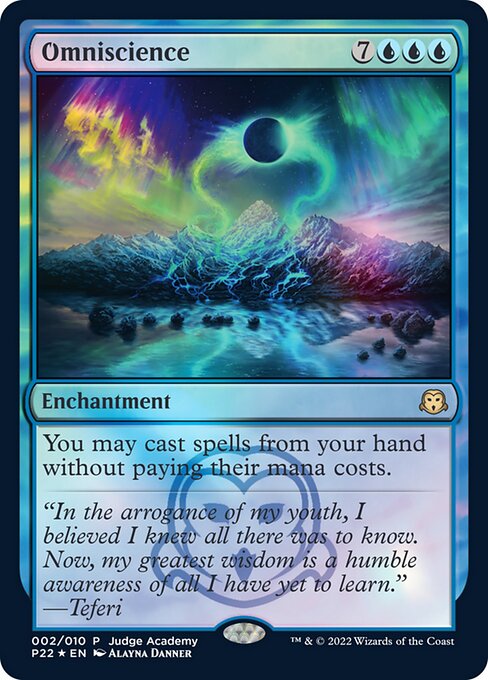 Omniscience 7
Enchantment
You may cast spells from your hand
without paying their mana costs.
“In the arrogance of my youth, I
believed I knew all there was to know.
Now, my greatest wisdom is a humble
awareness of all I have yet to learn.”
—Teferi
002/010 P Judge Academy
P22 ★ EN ALAYNA DANNER
™ & © 2022 Wizards of the Coast